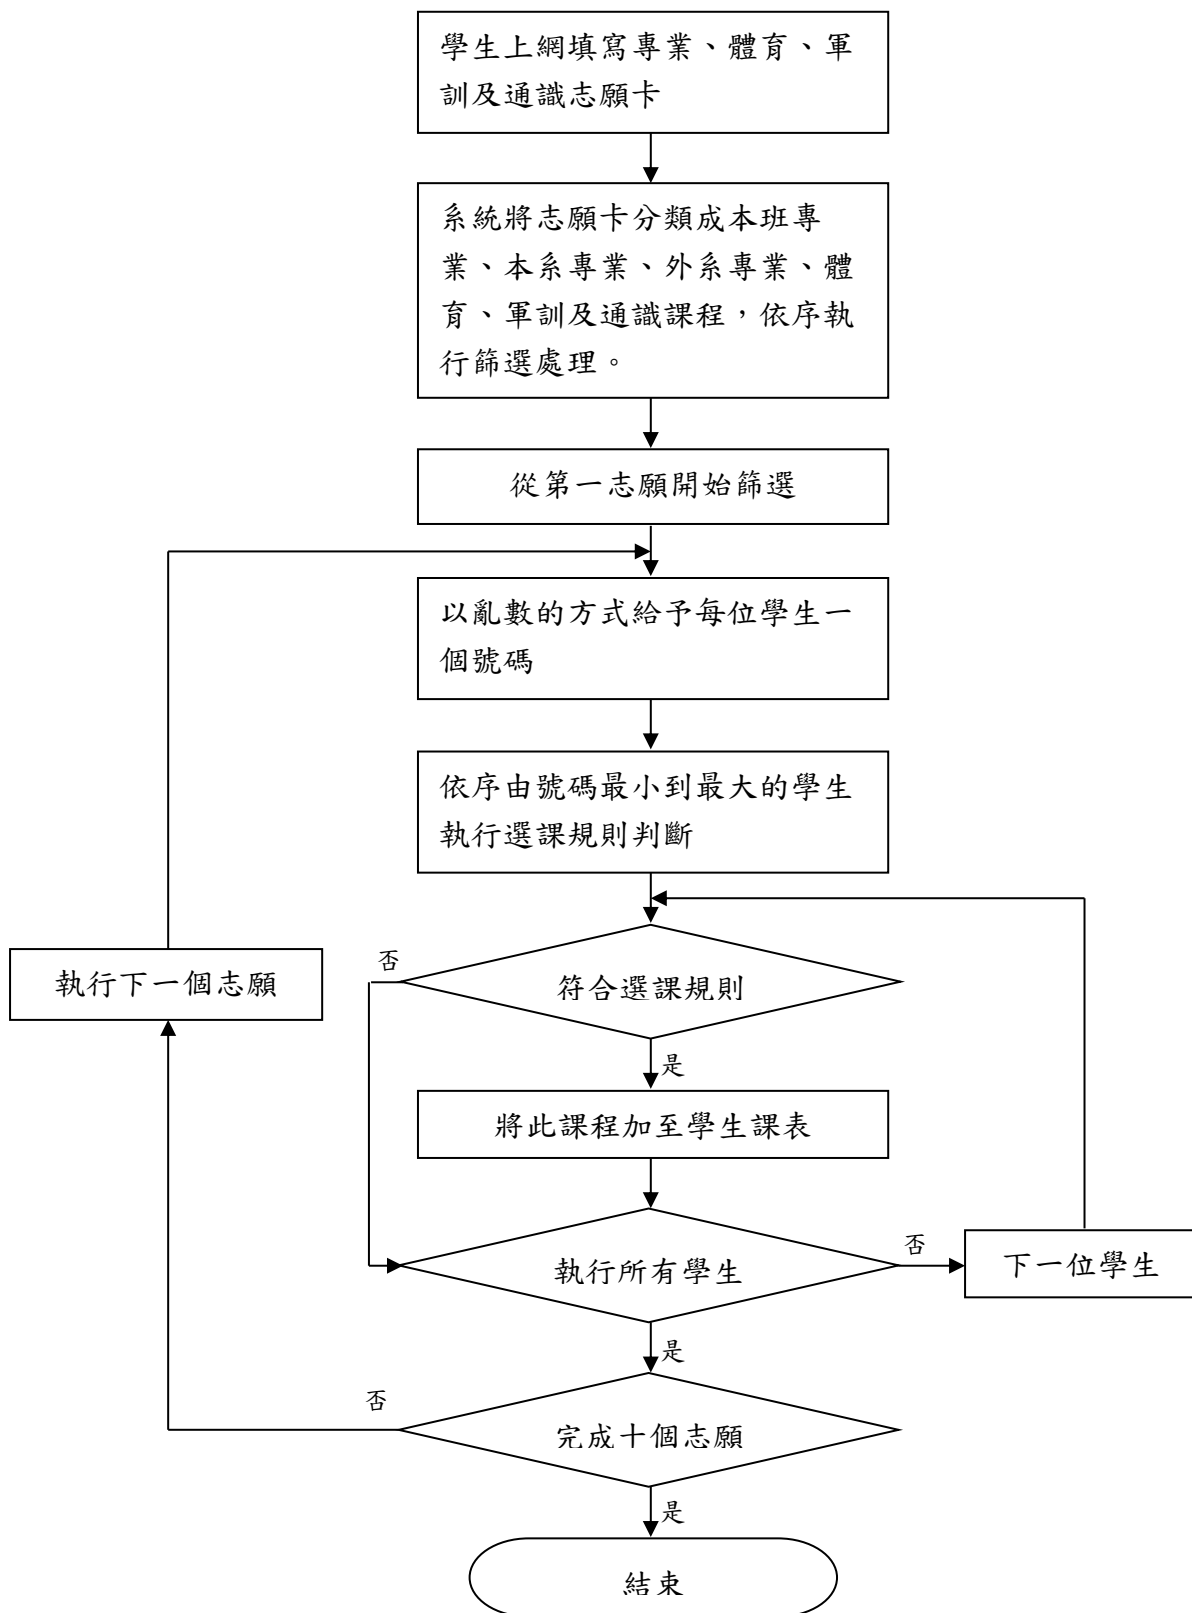 學生上網填寫專業、體育、軍
訓及通識志願卡
系統將志願卡分類成本班專
業、本系專業、外系專業、體
育、軍訓及通識課程，依序執
行篩選處理。
從第一志願開始篩選
以亂數的方式給予每位學生一
個號碼
依序由號碼最小到最大的學生
執行選課規則判斷
執行下一個志願
否
符合選課規則
是
將此課程加至學生課表
執行所有學生
否
下一位學生
是
否
完成十個志願
是
結束